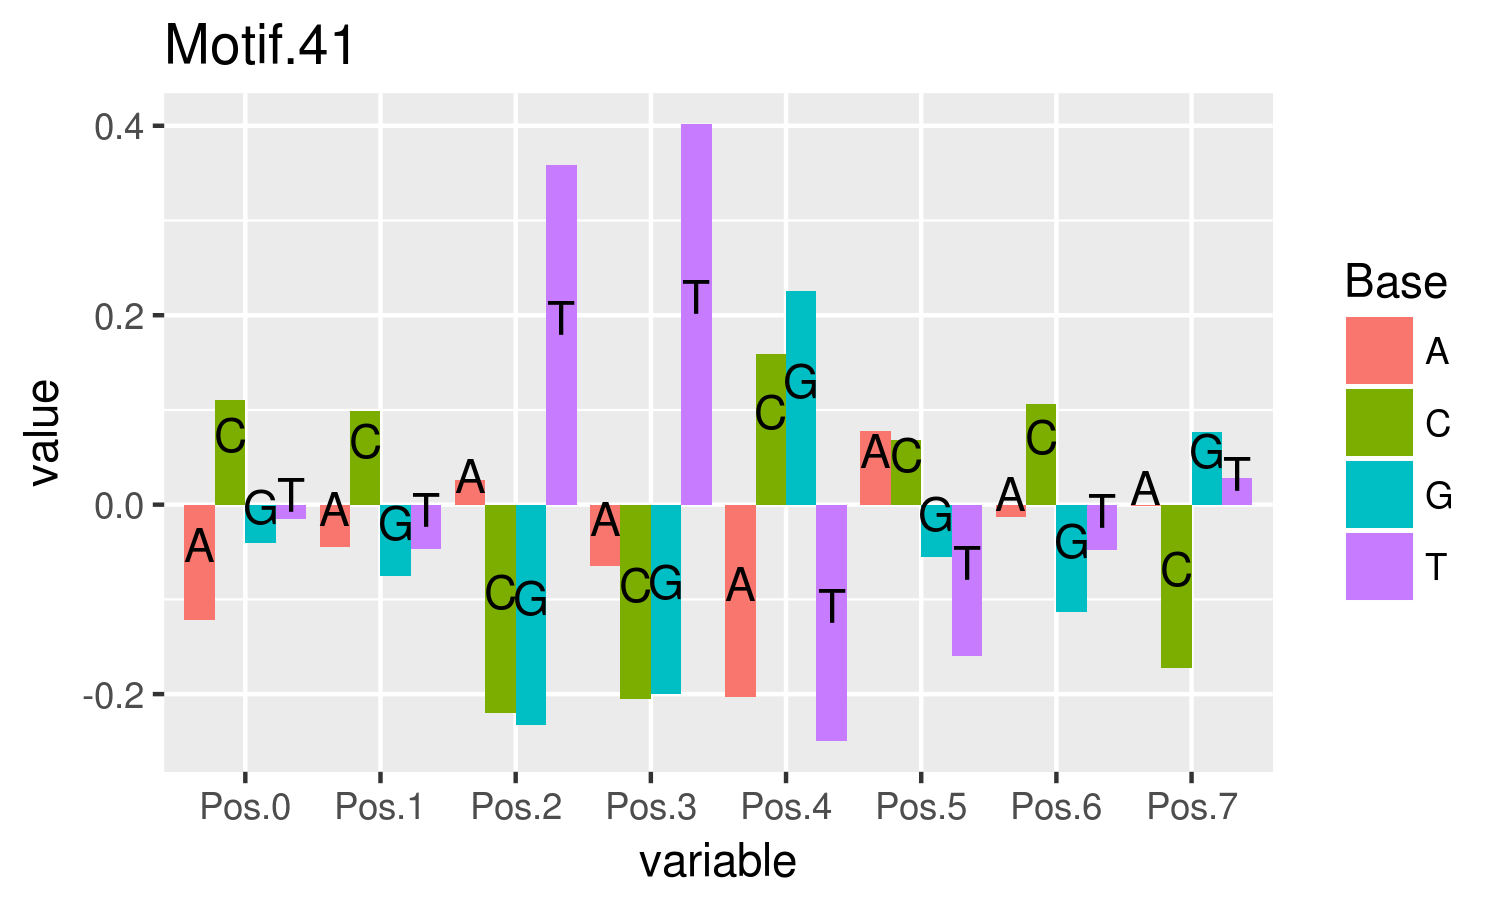 Motif.41
0.4
0.2
0.0
-0.2
value
A C G T A C G T A C G T A C G T A C G T A C G T A C G T A C G T
Pos.0 Pos.1 Pos.2 Pos.3 Pos.4 Pos.5 Pos.6 Pos.7
variable
Base
A
C
G
T